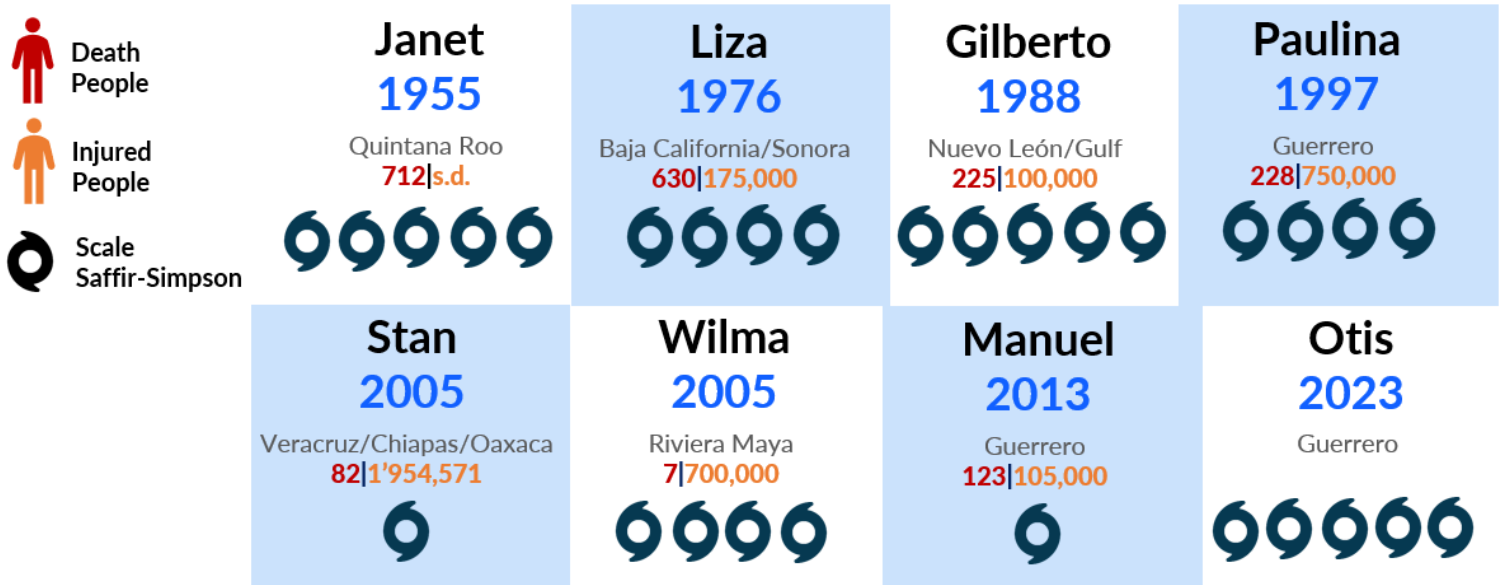 Death
People
Injured
People
Scale
Saffir-Simpson
Janet
1955
Quintana Roo
712|s.d.
Liza
1976
Baja California/Sonora
630|175,000
Gilberto
1988
Nuevo León/Gulf
225|100,000
Paulina
1997
Guerrero
228|750,000
Stan
2005
Veracruz/Chiapas/Oaxaca
82|1’954,571
Wilma
2005
Riviera Maya
7|700,000
Manuel
2013
Guerrero
123|105,000
Otis
2023
Guerrero